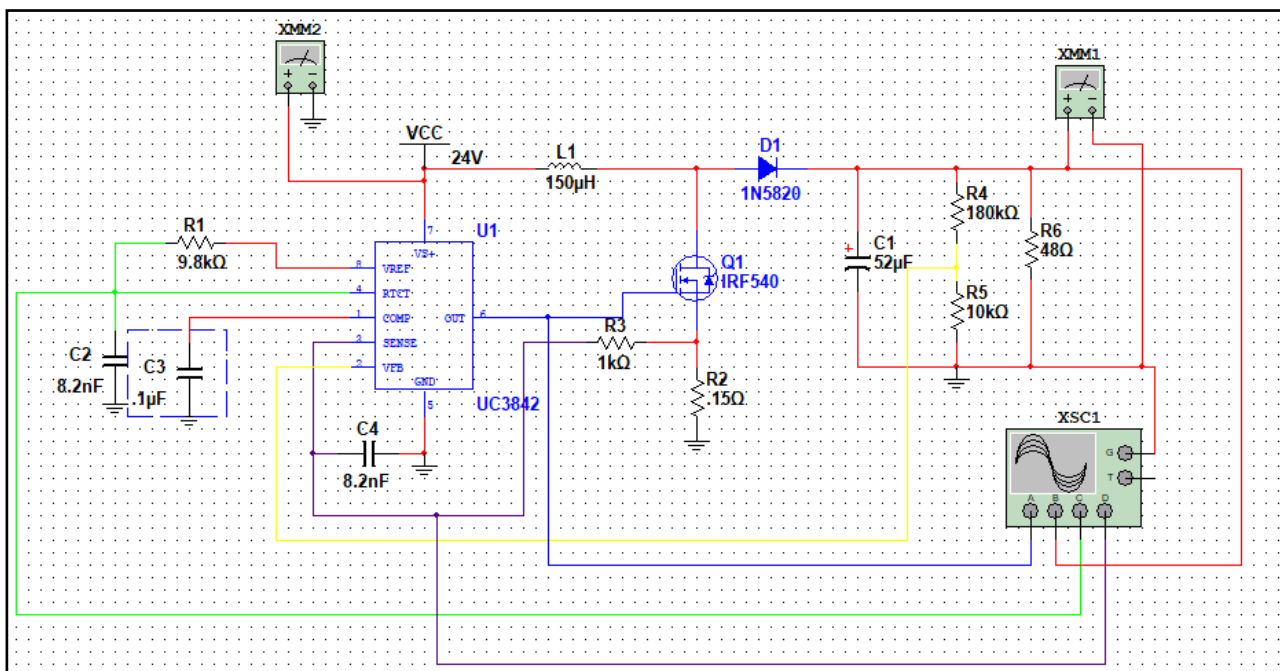 XMM2
XMM1
+ −
+ −
VCC
24V
L1
150µH
D1
1N5820
R4
180kΩ
R1
9.8kΩ
U1
7
VS+
8 VREF
4 RTCT
1 COMP
3 SENSE
2 VFB
OUT 6
GND
5
UC3842
Q1
IRF540
+
C1
52µF
R6
48Ω
R5
10kΩ
R3
1kΩ
R2
.15Ω
C2
8.2nF
C3
.1µF
C4
8.2nF
XSC1
G
T
A B C D